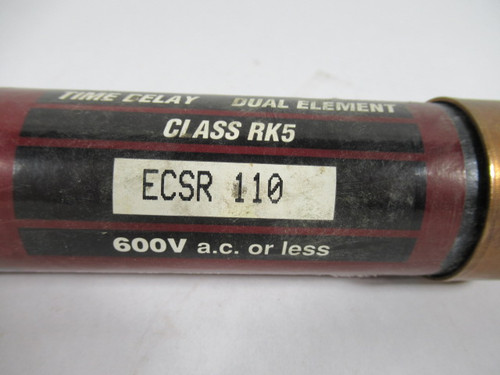 TIME DELAY DUAL ELEMENT
CLASS RK5
ECSR 110
600V a.c. or less